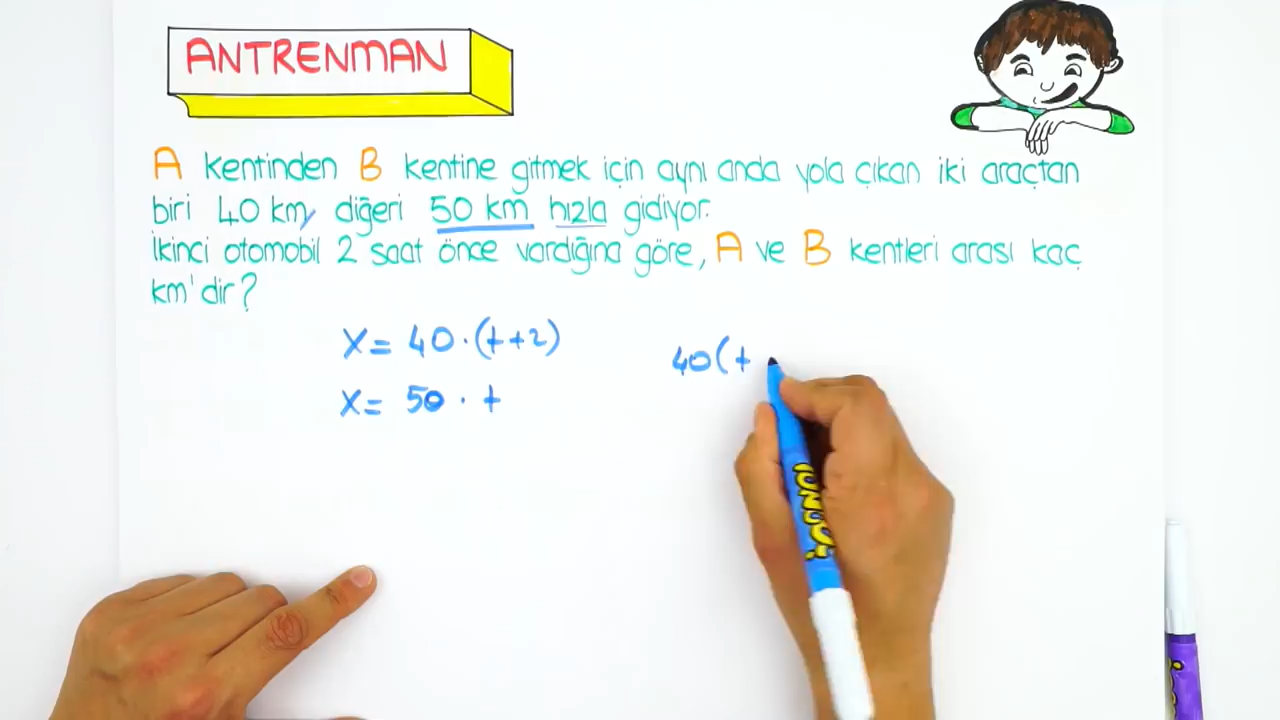 ANTRENMAN
A kentinden B kentine gitmek için aynı anda yola çıkan iki araçtan
biri 40 km, diğeri 50 km hızla gidiyor.
İkinci otomobil 2 saat önce vardığına göre, A ve B kentleri arası kaç
km'dir?
X= 40·(t+2)
X= 50·t
40(t